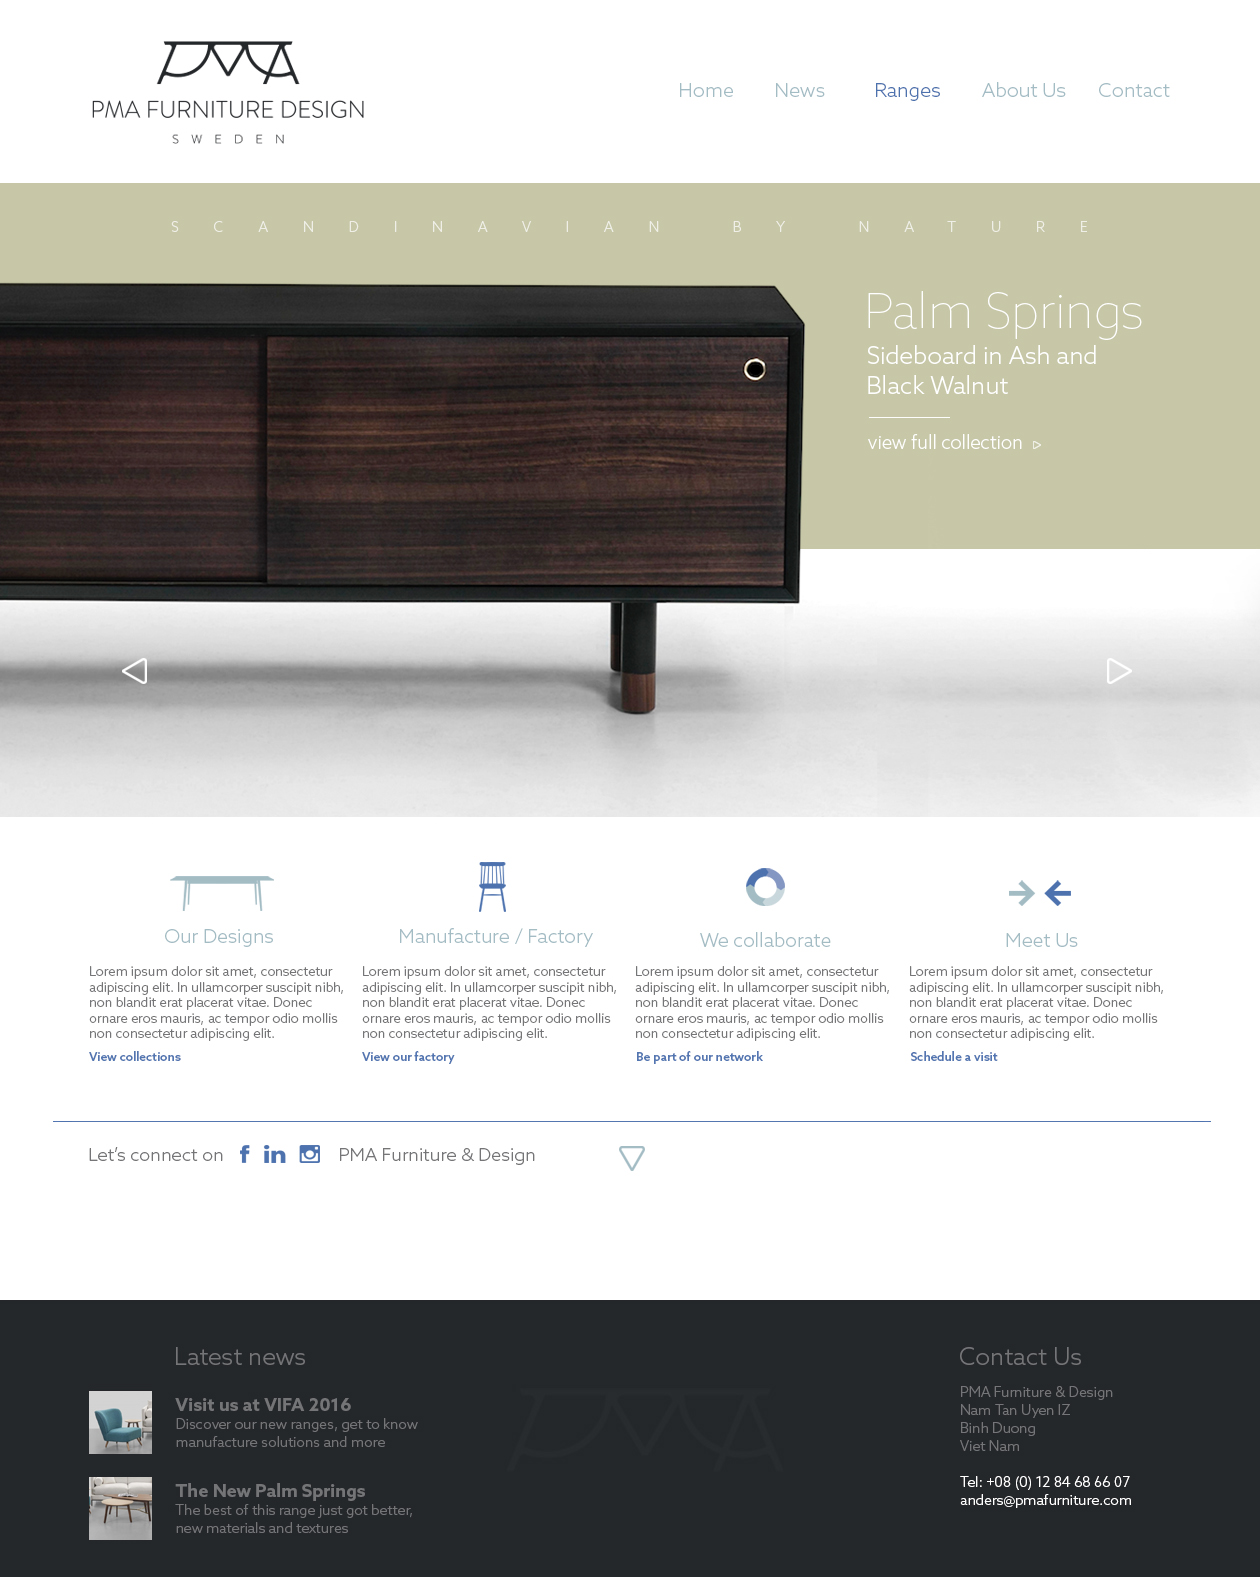 PMA
PMA FURNITURE DESIGN
SWEDEN
Home News Ranges About Us Contact
SCANDINAVIAN BY NATURE
Palm Springs
Sideboard in Ash and
Black Walnut
view full collection
Our Designs
Lorem ipsum dolor sit amet, consectetur
adipiscing elit. In ullamcorper suscipit nibh,
non blandit erat placerat vitae. Donec
ornare eros mauris, ac tempor odio mollis
non consectetur adipiscing elit.
View collections
Manufacture / Factory
Lorem ipsum dolor sit amet, consectetur
adipiscing elit. In ullamcorper suscipit nibh,
non blandit erat placerat vitae. Donec
ornare eros mauris, ac tempor odio mollis
non consectetur adipiscing elit.
View our factory
We collaborate
Lorem ipsum dolor sit amet, consectetur
adipiscing elit. In ullamcorper suscipit nibh,
non blandit erat placerat vitae. Donec
ornare eros mauris, ac tempor odio mollis
non consectetur adipiscing elit.
Be part of our network
Meet Us
Lorem ipsum dolor sit amet, consectetur
adipiscing elit. In ullamcorper suscipit nibh,
non blandit erat placerat vitae. Donec
ornare eros mauris, ac tempor odio mollis
non consectetur adipiscing elit.
Schedule a visit
Let’s connect on f in PMA Furniture & Design
Latest news
Visit us at VIFA 2016
Discover our new ranges, get to know
manufacture solutions and more
The New Palm Springs
The best of this range just got better,
new materials and textures
PMA
Contact Us
PMA Furniture & Design
Nam Tan Uyen IZ
Binh Duong
Viet Nam
Tel: +08 (0) 12 84 68 66 07
anders@pmafurniture.com